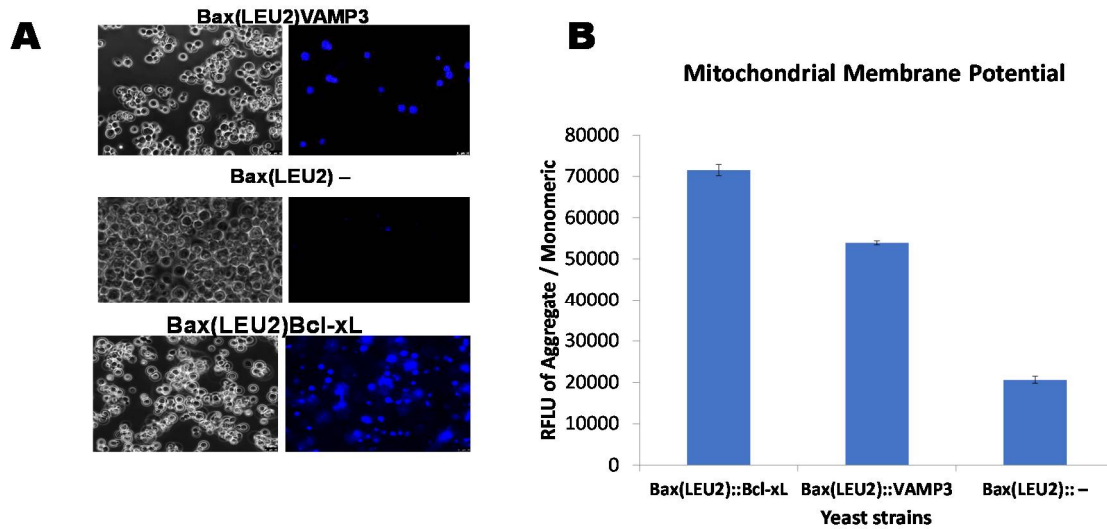 A
Bax(LEU2)VAMP3
Bax(LEU2) –
Bax(LEU2)Bcl-xL
B
Mitochondrial Membrane Potential
RFLU of Aggregate / Monomeric
80000
70000
60000
50000
40000
30000
20000
10000
0
Bax(LEU2)::Bcl-xL Bax(LEU2)::VAMP3 Bax(LEU2):: –
Yeast strains